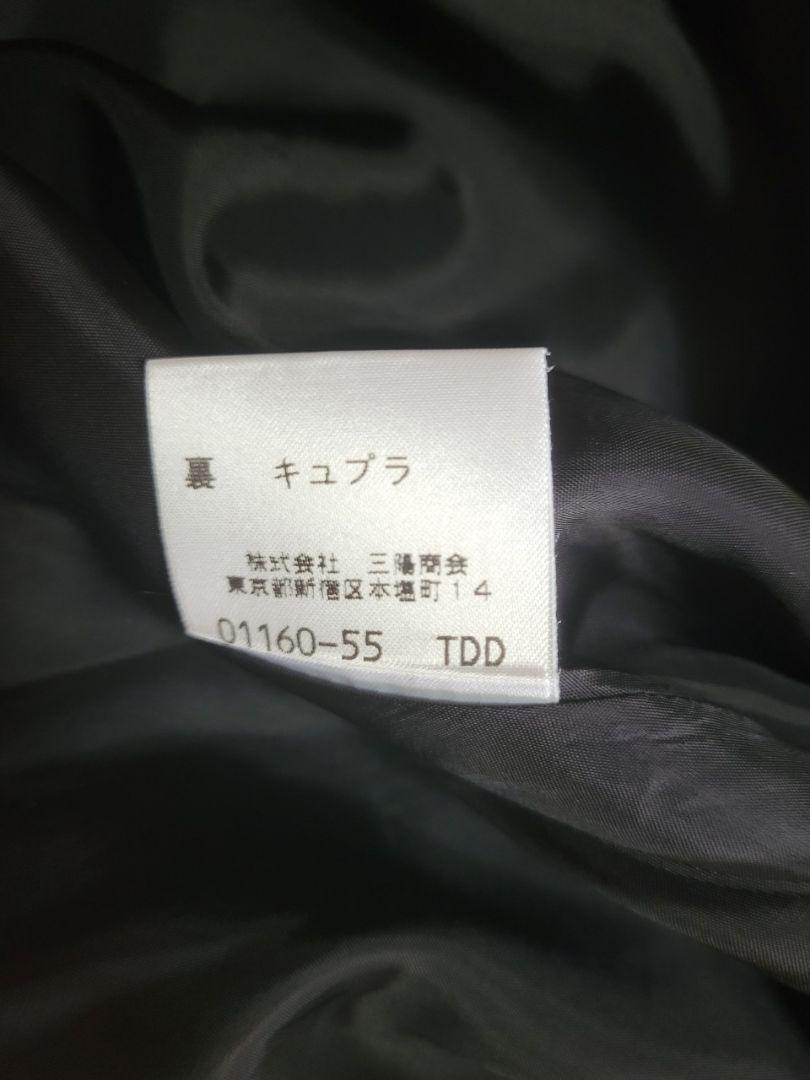 裏　キュプラ
株式会社　三陽商会
東京都新宿区本塩町１４
01160-55 TDD